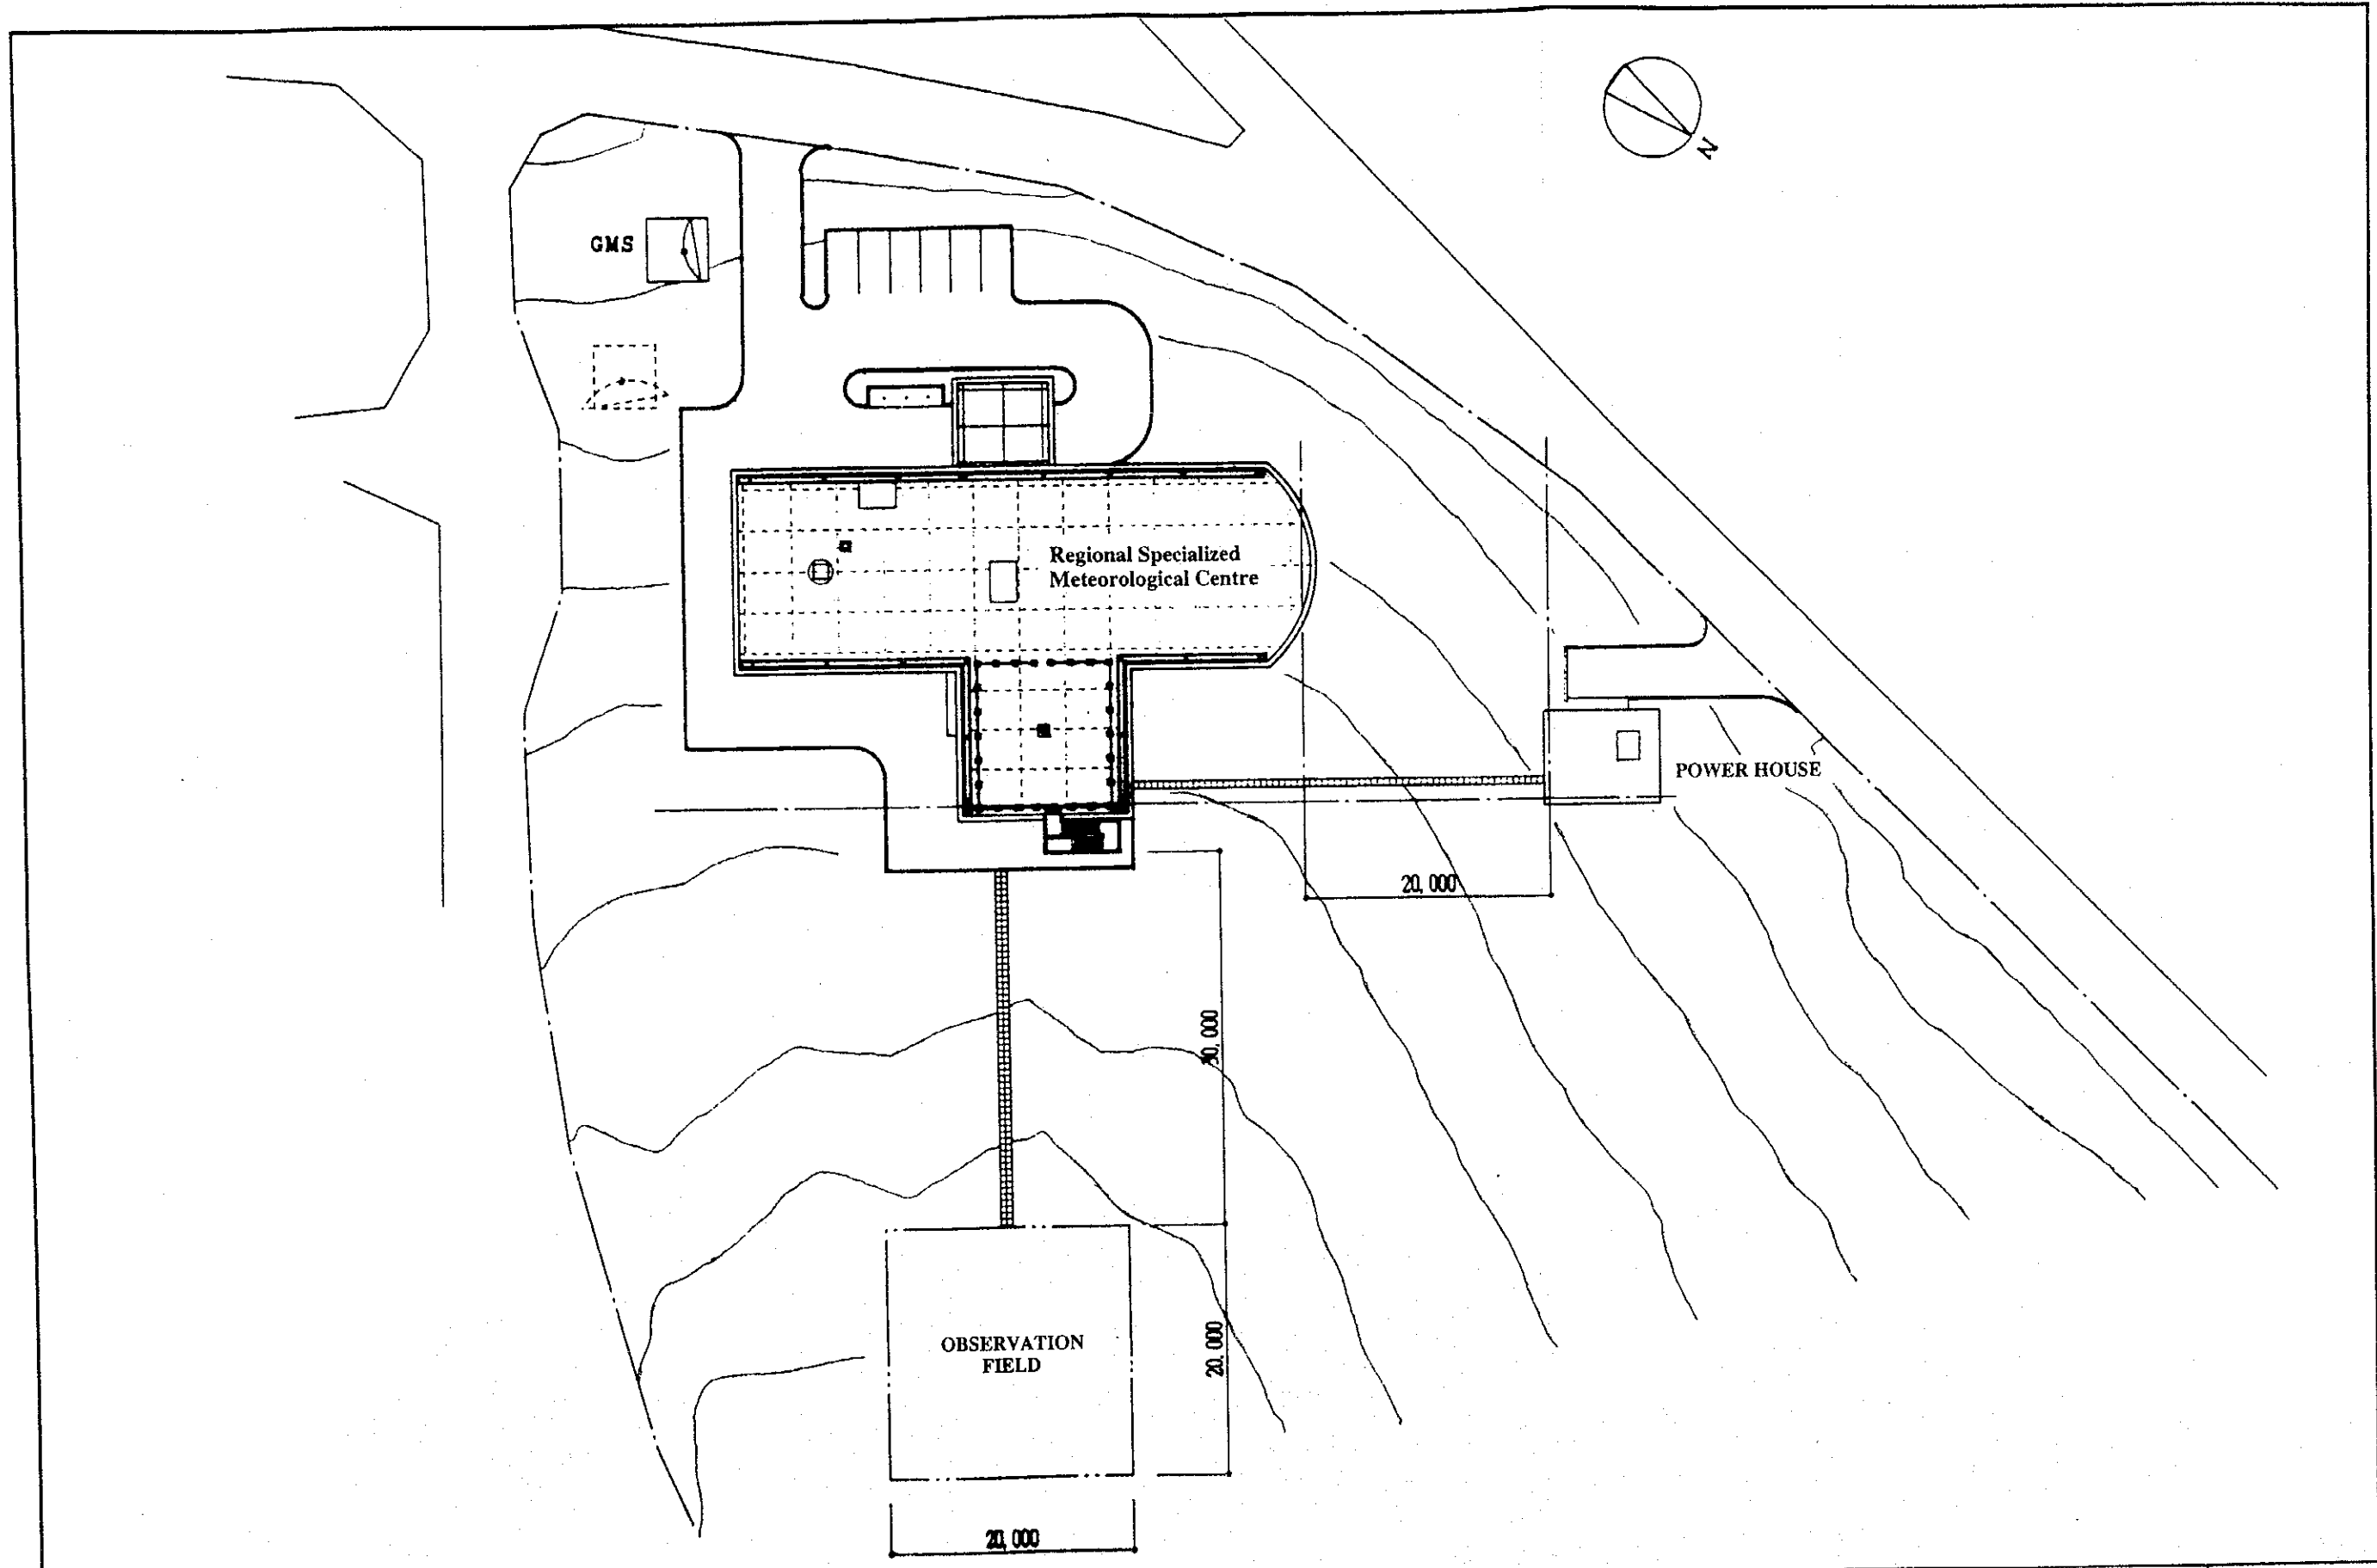 N
GMS
Regional Specialized
Meteorological Centre
POWER HOUSE
20,000
30,000
20,000
OBSERVATION
FIELD
20,000